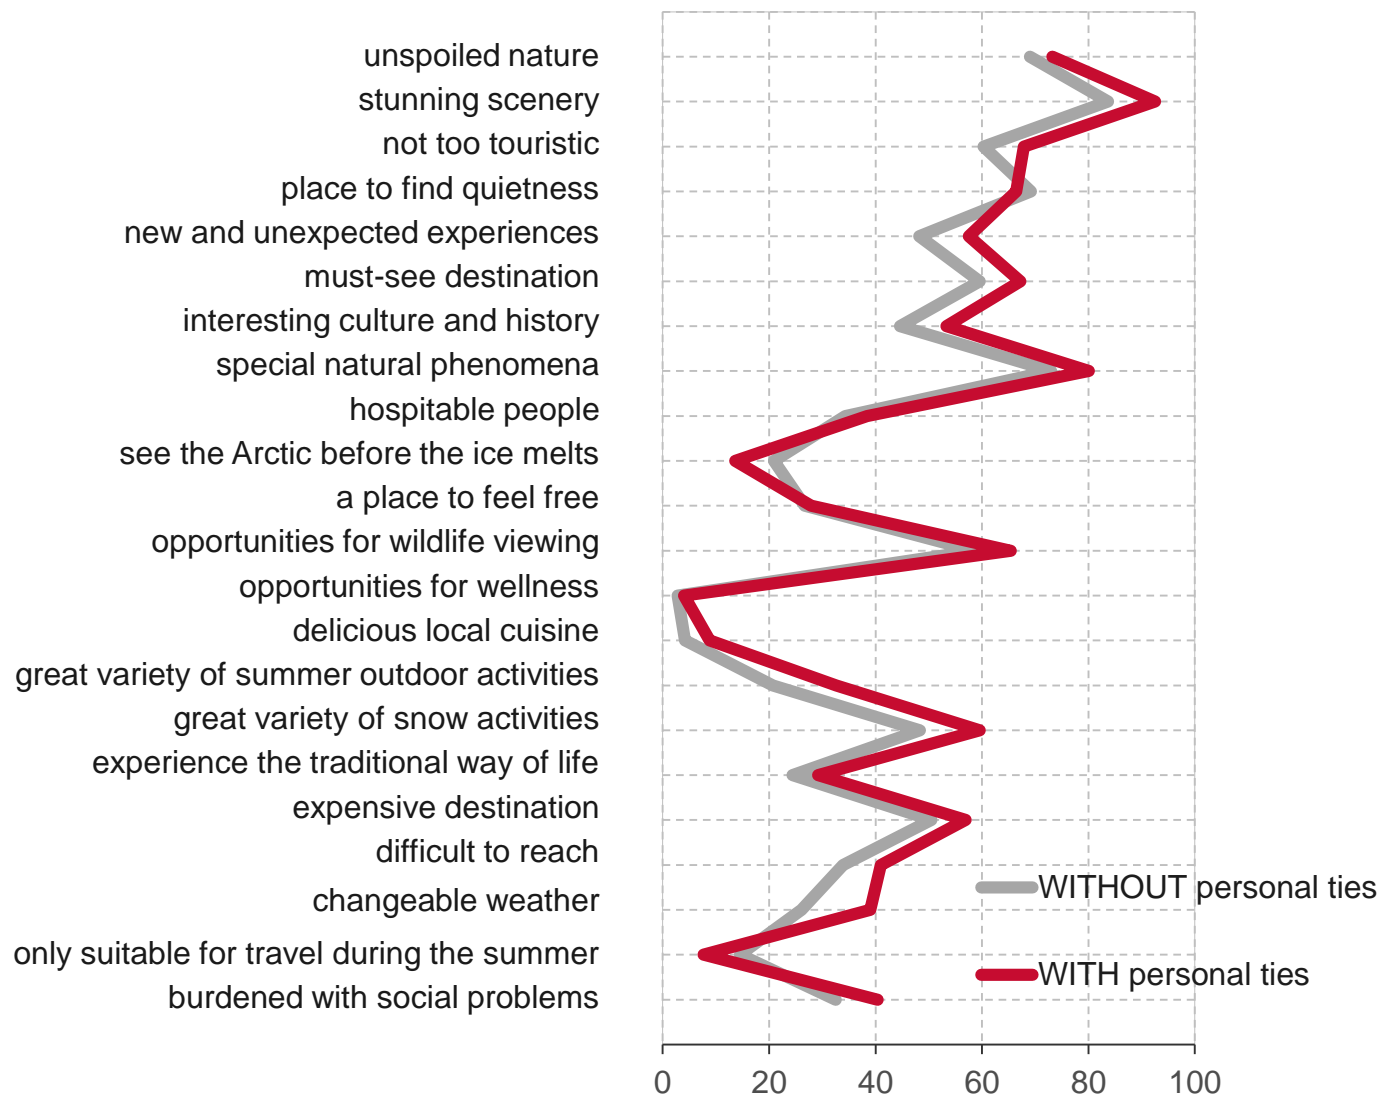 unspoiled nature
stunning scenery
not too touristic
place to find quietness
new and unexpected experiences
must-see destination
interesting culture and history
special natural phenomena
hospitable people
see the Arctic before the ice melts
a place to feel free
opportunities for wildlife viewing
opportunities for wellness
delicious local cuisine
great variety of summer outdoor activities
great variety of snow activities
experience the traditional way of life
expensive destination
difficult to reach
changeable weather
only suitable for travel during the summer
burdened with social problems
WITHOUT personal ties
WITH personal ties
0 20 40 60 80 100